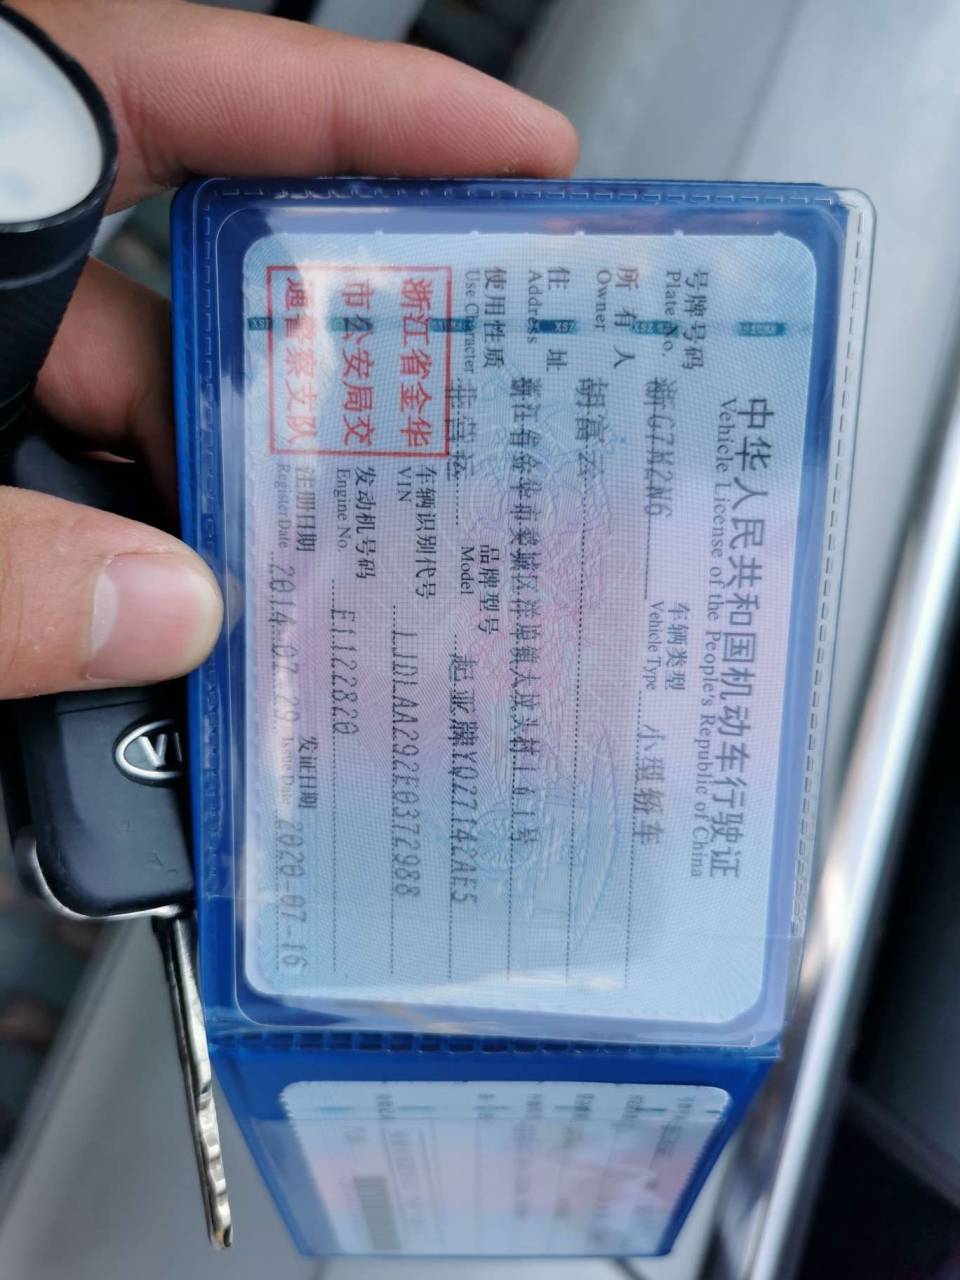 中华人民共和国机动车行驶证
Vehicle License of the People's Republic of China
号牌号码 浙G7M2N6 车辆类型 小型轿车
Plate No. Vehicle Type
所有人 胡富云
Owner
住址 浙江省金华市婺城区洋埠镇大坟头村161号
Address
使用性质 非营运 品牌型号 起亚牌YQZ7142AE5
Use Character Model
浙江省金华
市公安局交
通警察支队
车辆识别代号 LJDLAA292E0372988
VIN
发动机号码 E1122820
Engine No.
注册日期 2014-07-29 发证日期 2020-07-16
Register Date Issue Date